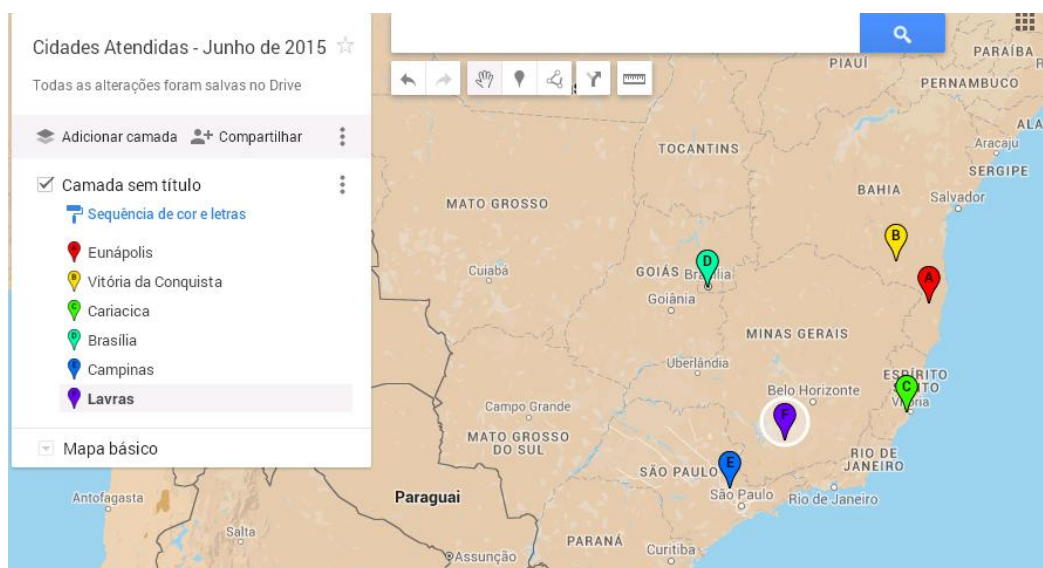 Cidades Atendidas - Junho de 2015
Todas as alterações foram salvas no Drive
Adicionar camada
Compartilhar
Camada sem título
Sequência de cor e letras
A Eunápolis
B Vitória da Conquista
C Cariacica
D Brasília
E Campinas
F Lavras
Mapa básico
PARAÍBA
PIAUÍ
PERNAMBUCO
ALA
Aracaju
TOCANTINS
SERGIPE
BAHIA
Salvador
MATO GROSSO
B
D
Cuiabá
GOIÁS
A
Goiânia
MINAS GERAIS
Uberlândia
ESPÍRITO
C
Belo Horizonte
Campo Grande
F
MATO GROSSO
DO SUL
RIO DE
JANEIRO
E
SÃO PAULO
São Paulo
Rio de Janeiro
Antofagasta
Paraguai
Salta
PARANÁ
Curitiba
Assunção